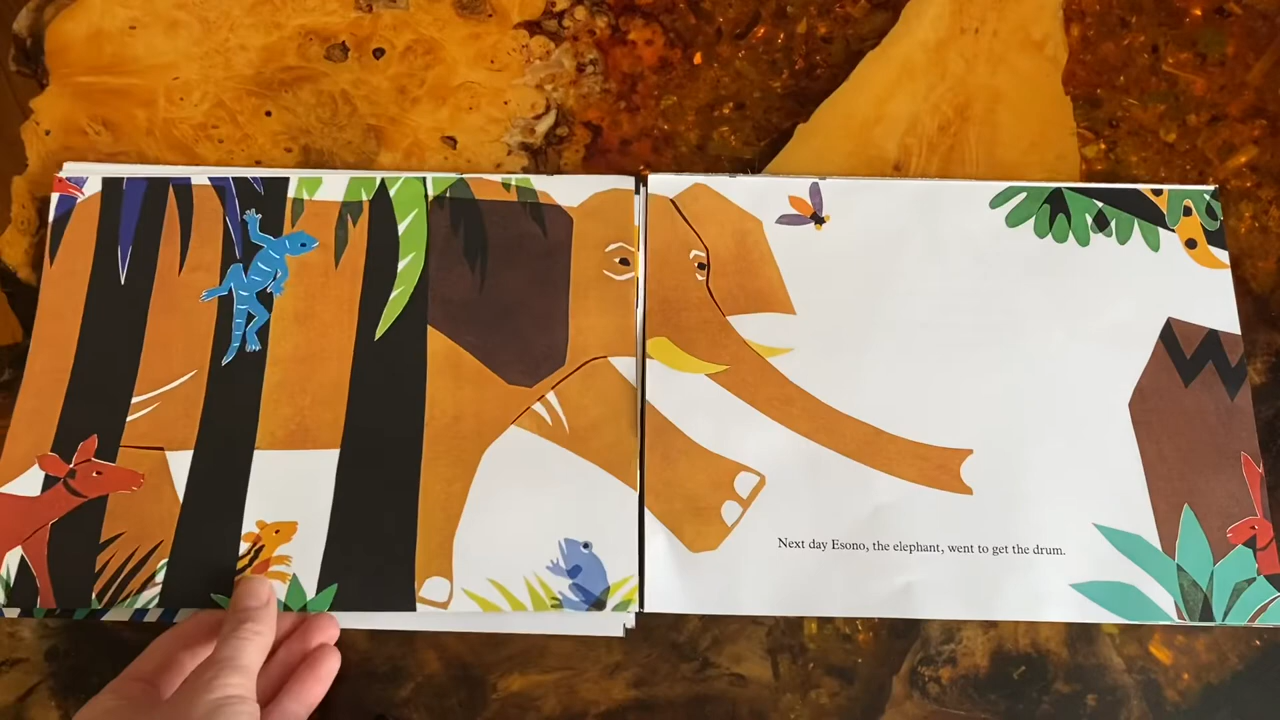 Next day Esono, the elephant, went to get the drum.